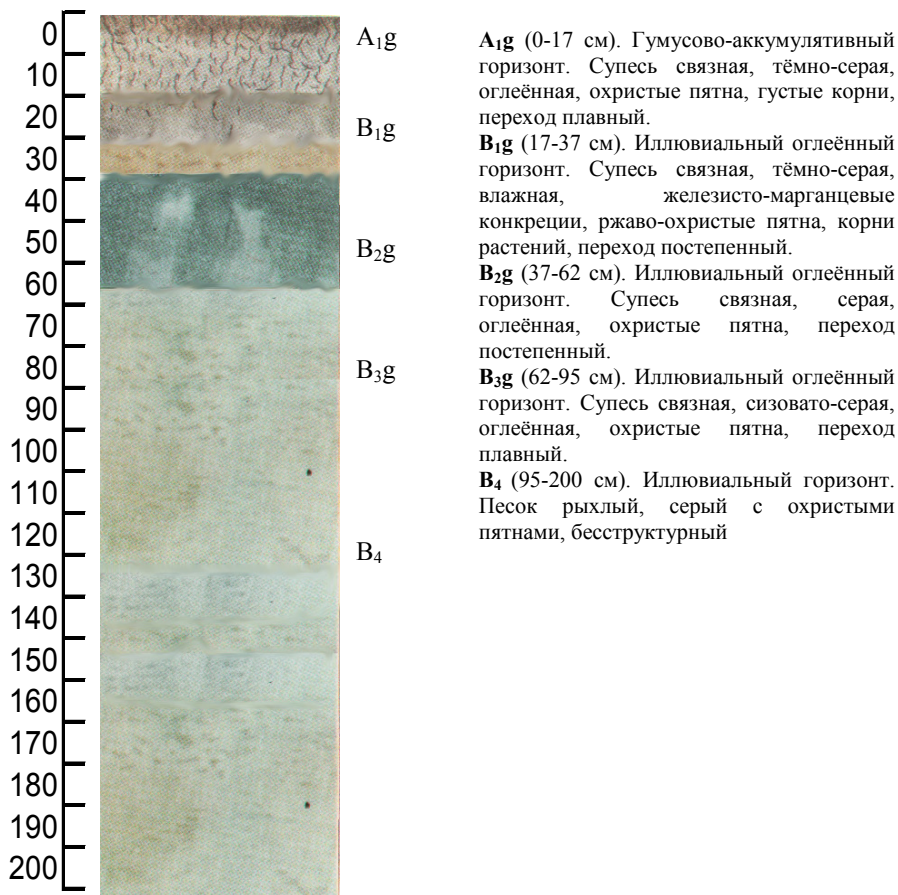 0
10
20
30
40
50
60
70
80
90
100
110
120
130
140
150
160
170
180
190
200
A₁g
B₁g
B₂g
B₃g
B₄
A₁g (0-17 см). Гумусово-аккумулятивный
горизонт. Супесь связная, тёмно-серая,
оглеённая, охристые пятна, густые корни,
переход плавный.
B₁g (17-37 см). Иллювиальный оглеённый
горизонт. Супесь связная, тёмно-серая,
влажная, железисто-марганцевые
конкреции, ржаво-охристые пятна, корни
растений, переход постепенный.
B₂g (37-62 см). Иллювиальный оглеённый
горизонт. Супесь связная, серая,
оглеённая, охристые пятна, переход
постепенный.
B₃g (62-95 см). Иллювиальный оглеённый
горизонт. Супесь связная, сизовато-серая,
оглеённая, охристые пятна, переход
плавный.
B₄ (95-200 см). Иллювиальный горизонт.
Песок рыхлый, серый с охристыми
пятнами, бесструктурный